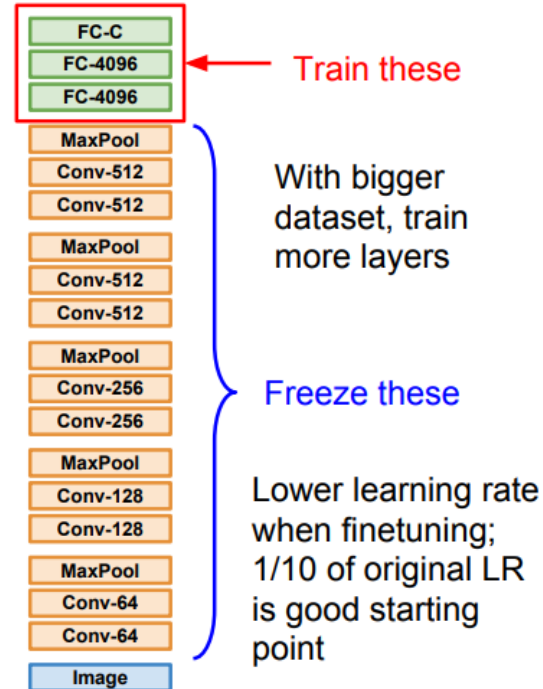 FC-C
FC-4096
FC-4096
Train these
MaxPool
Conv-512
Conv-512
MaxPool
Conv-512
Conv-512
MaxPool
Conv-256
Conv-256
MaxPool
Conv-128
Conv-128
MaxPool
Conv-64
Conv-64
Image
With bigger
dataset, train
more layers
Freeze these
Lower learning rate
when finetuning;
1/10 of original LR
is good starting
point